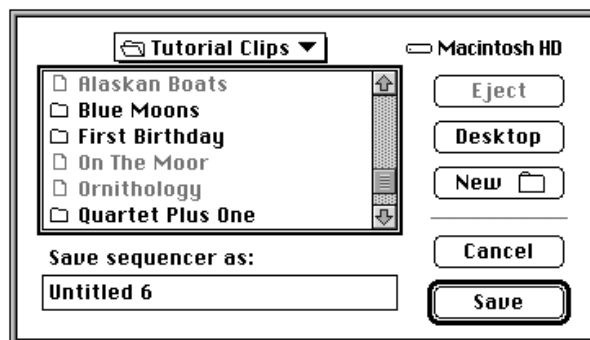 Tutorial Clips
Macintosh HD
Alaskan Boats
Blue Moons
First Birthday
On The Moor
Ornithology
Quartet Plus One
Eject
Desktop
New
Save sequencer as:
Untitled 6
Cancel
Save